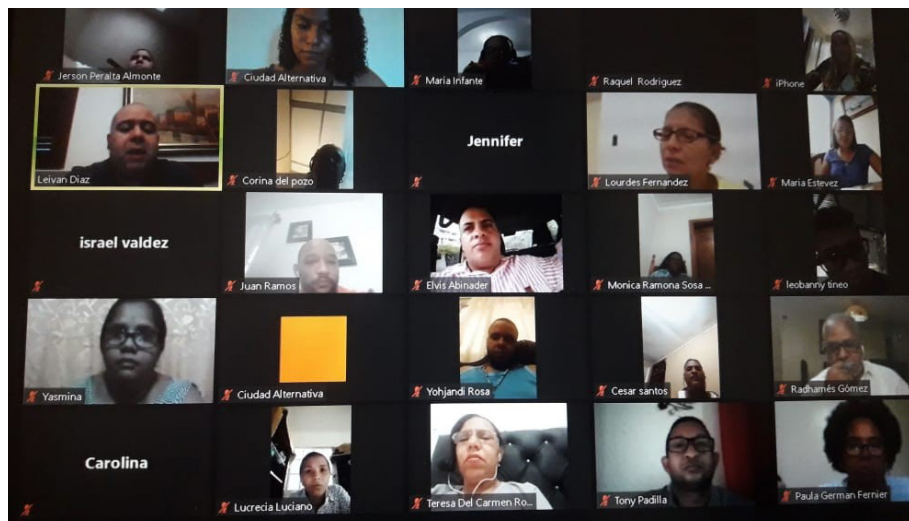 Jerson Peralta Almonte
Ciudad Alternativa
Maria Infante
Raquel Rodriguez
iPhone
Leivan Diaz
Corina del pozo
Jennifer
Lourdes Fernandez
Maria Estevez
israel valdez
Juan Ramos
Elvis Abinader
Monica Ramona Sosa ...
leobanny tineo
Yasmina
Ciudad Alternativa
Yohjandi Rosa
Cesar santos
Radhamés Gómez
Carolina
Lucrecia Luciano
Teresa Del Carmen Ro...
Tony Padilla
Paula German Fernier